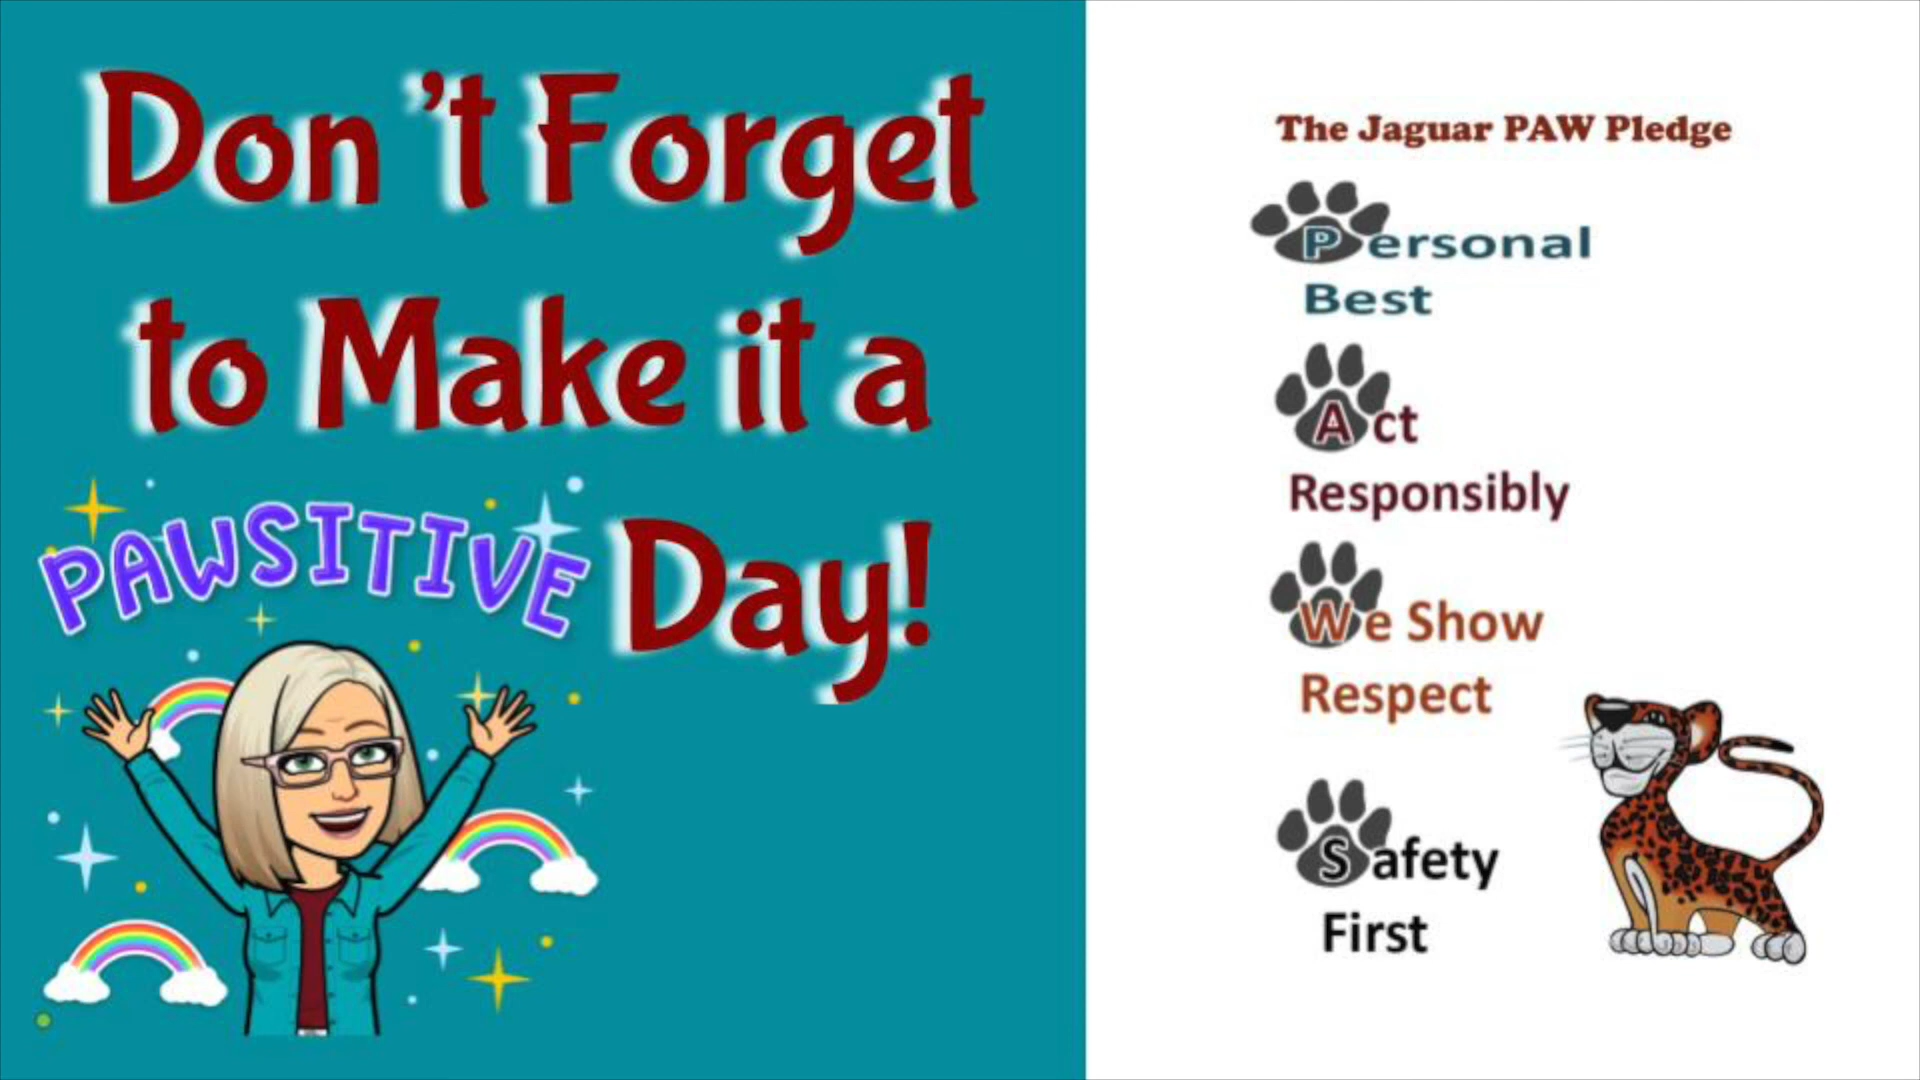 Don't Forget
to Make it a
PAWSITIVE Day!
The Jaguar PAW Pledge
Personal
Best
Act
Responsibly
We Show
Respect
Safety
First